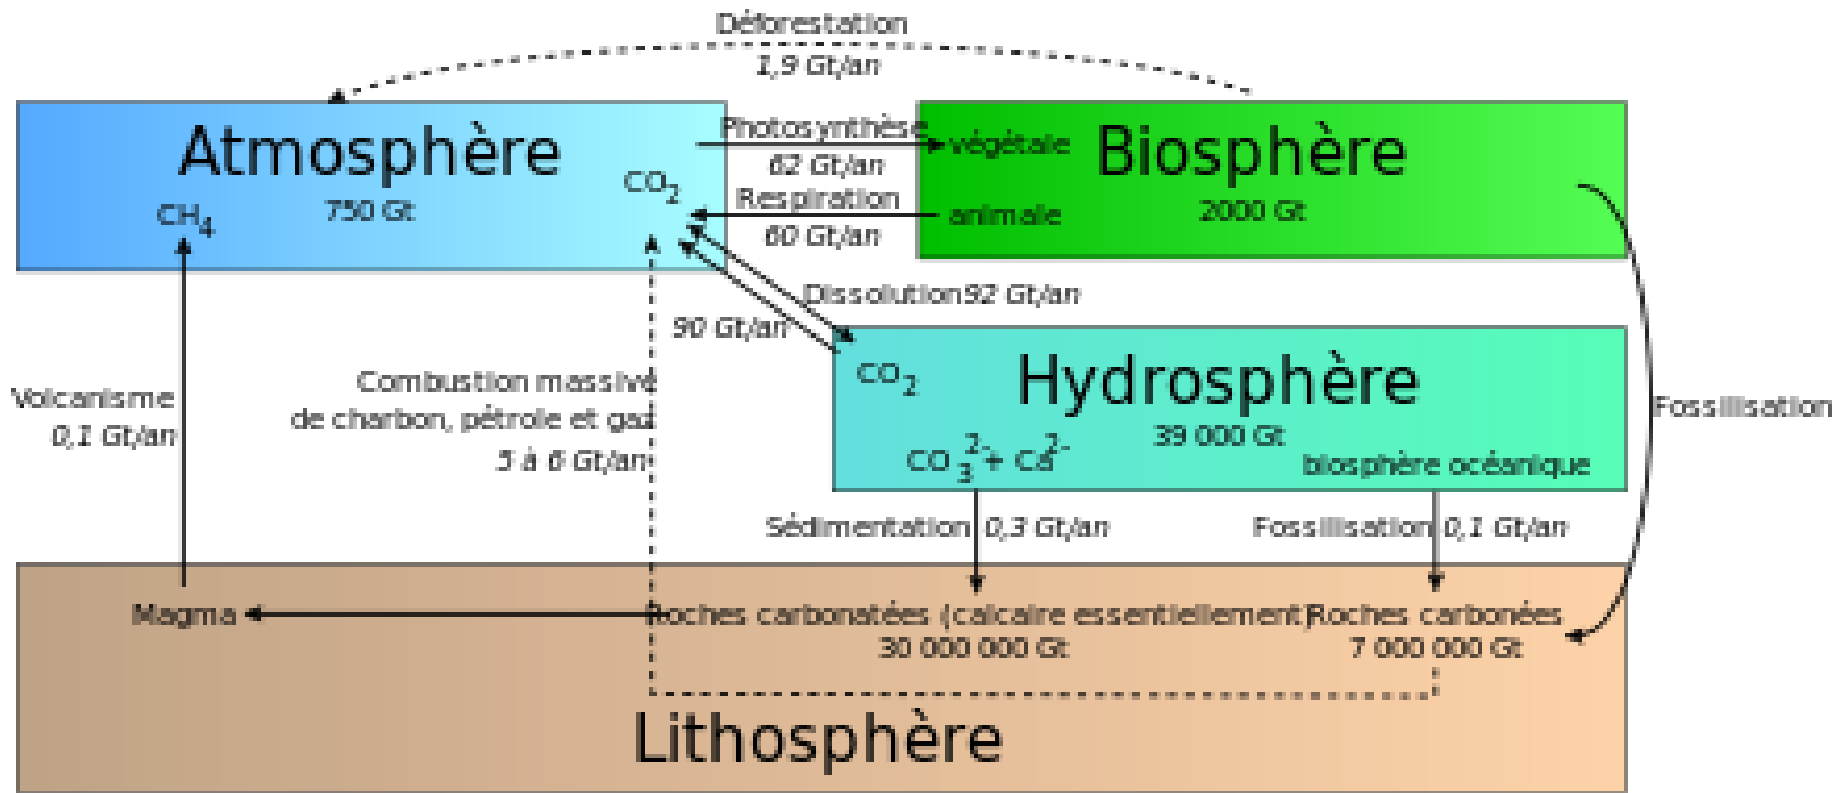 Déforestation
1,9 Gt/an
Atmosphère
750 Gt
CH4
CO2
Photosynthèse
62 Gt/an
Respiration
60 Gt/an
végétale
animale
Biosphère
2000 Gt
Dissolution 92 Gt/an
90 Gt/an
Volcanisme
0,1 Gt/an
Combustion massive
de charbon, pétrole et gaz
5 à 6 Gt/an
CO2
Hydrosphère
39 000 Gt
CO3 2- + Ca 2-
biosphère océanique
Fossilisation
Sédimentation 0,3 Gt/an
Fossilisation 0,1 Gt/an
Magma
Roches carbonatées (calcaire essentiellement)
30 000 000 Gt
Roches carbonées
7 000 000 Gt
Lithosphère